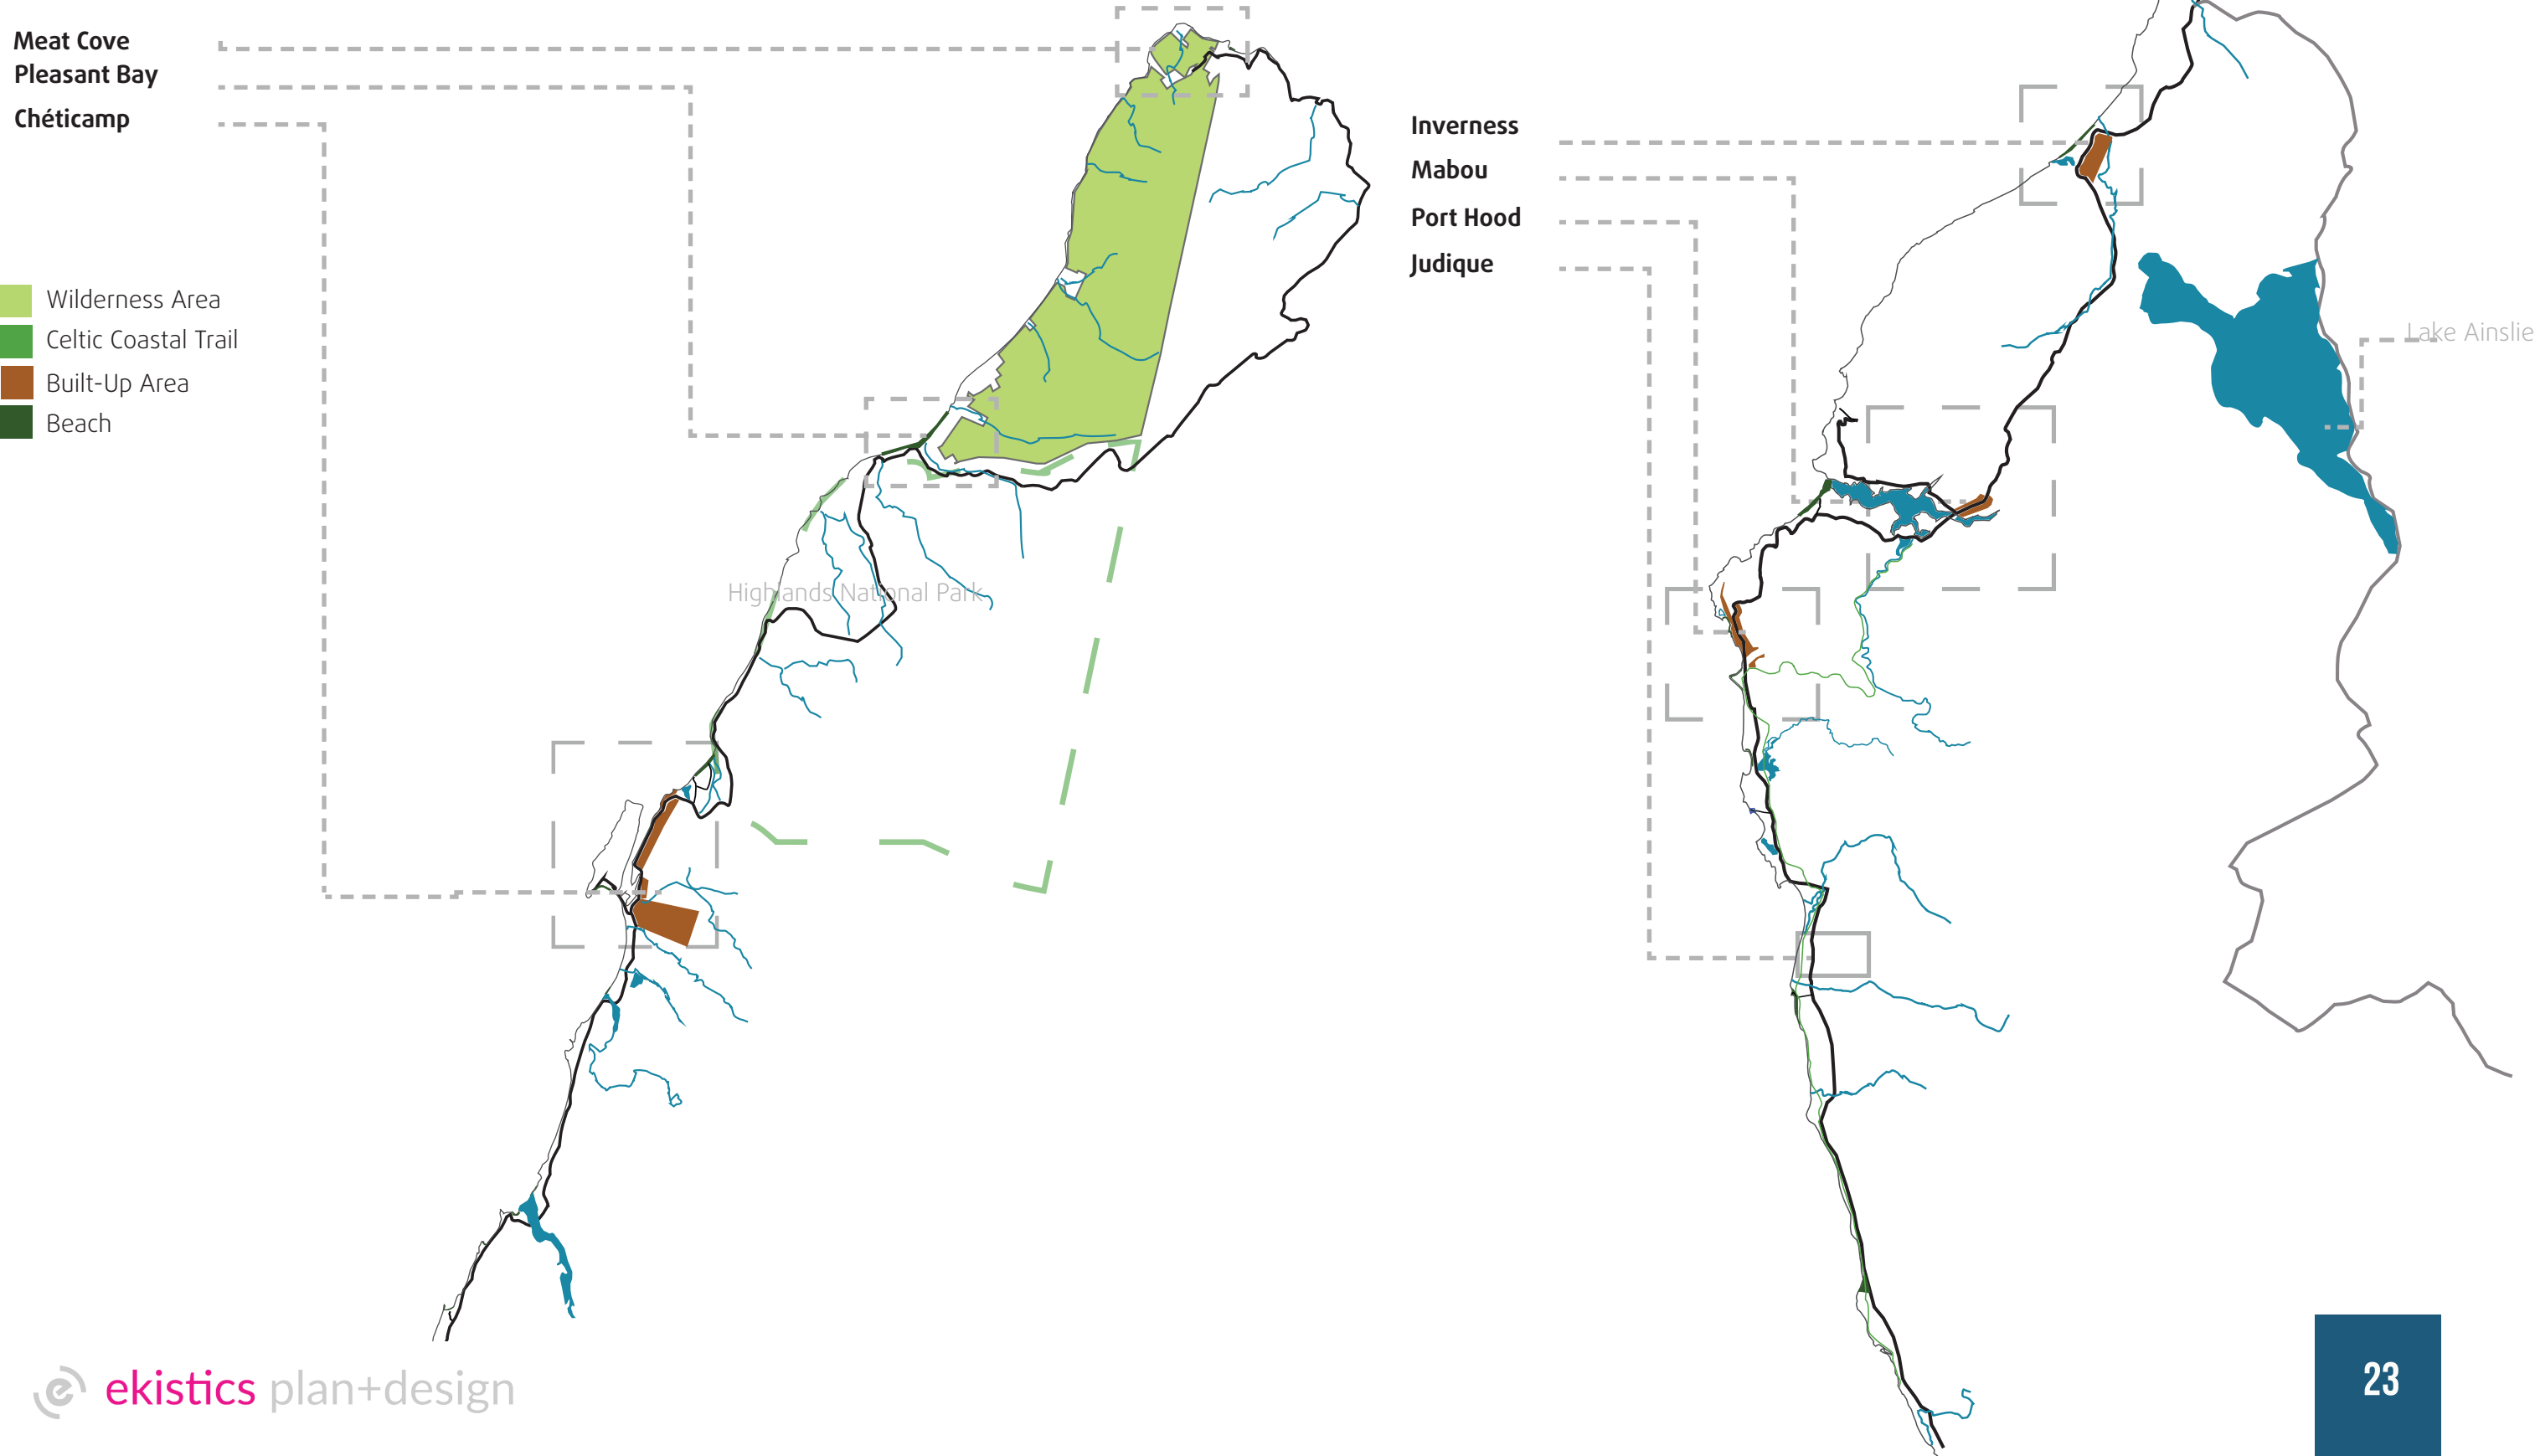 Meat Cove
Pleasant Bay
Chéticamp
Wilderness Area
Celtic Coastal Trail
Built-Up Area
Beach
Highlands National Park
Inverness
Mabou
Port Hood
Judique
Lake Ainslie
e ekistics plan+design
23